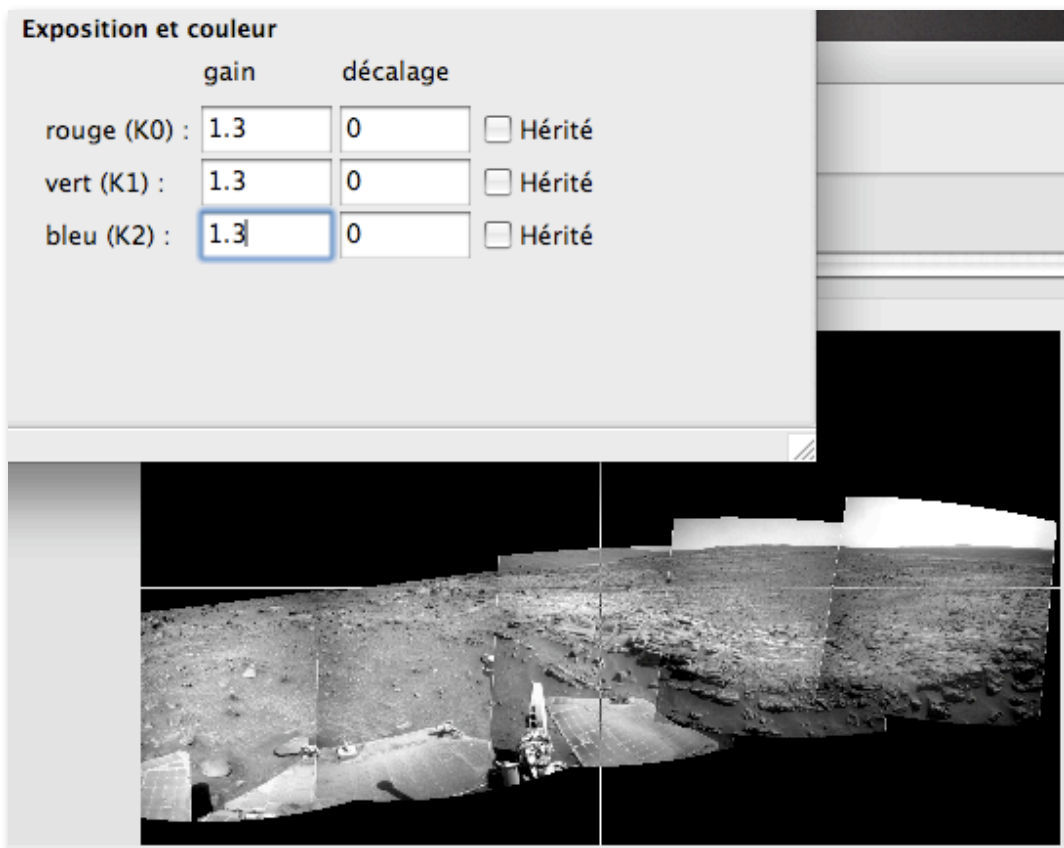 Exposition et couleur
gain décalage
rouge (K0) : 1.3 0 Hérité
vert (K1) : 1.3 0 Hérité
bleu (K2) : 1.3 0 Hérité